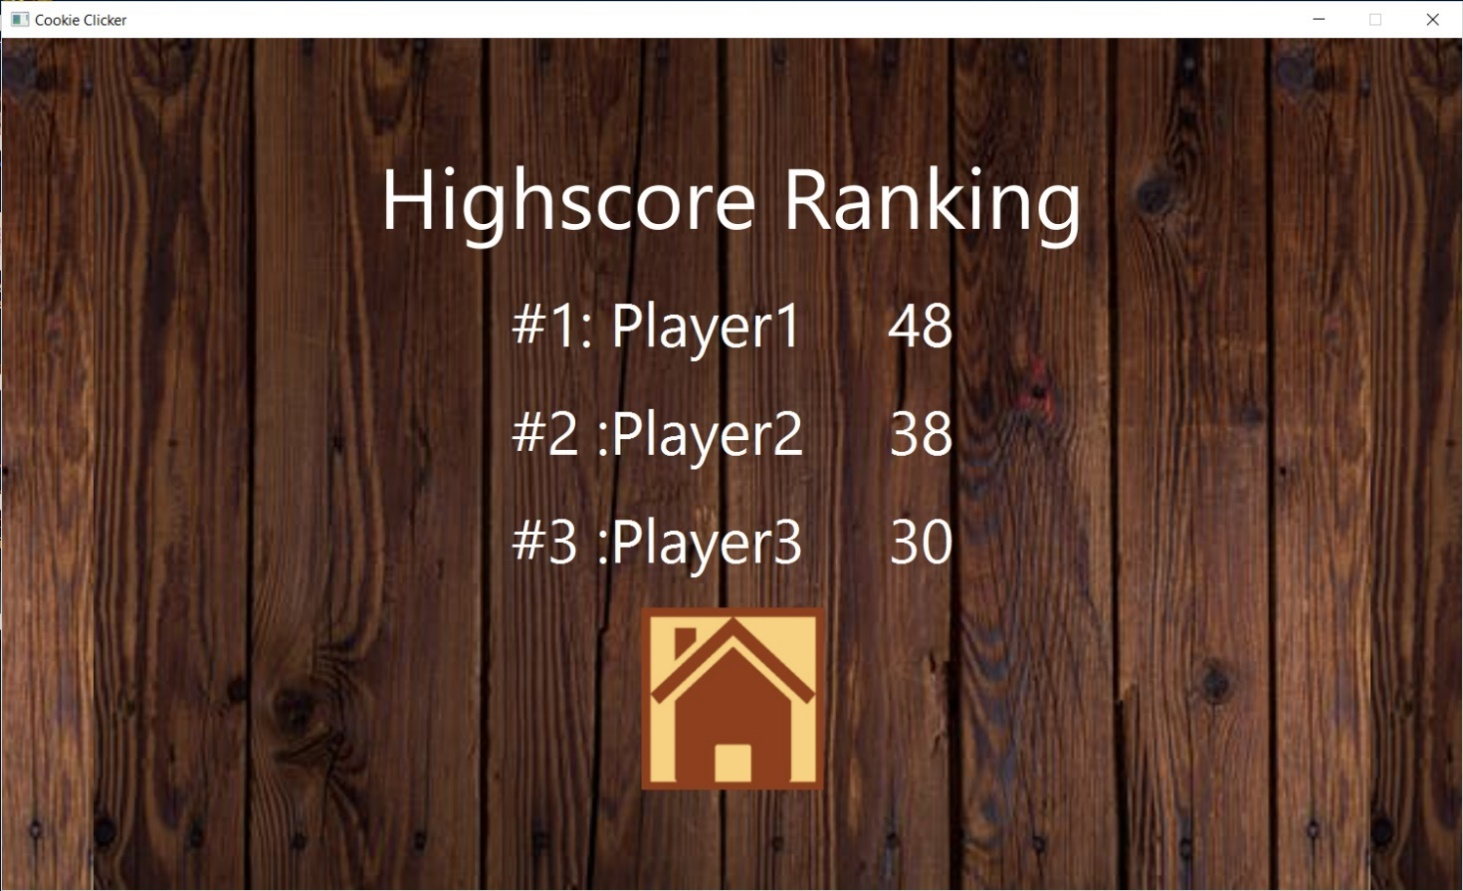 Cookie Clicker
Highscore Ranking
#1: Player1 48
#2 :Player2 38
#3 :Player3 30